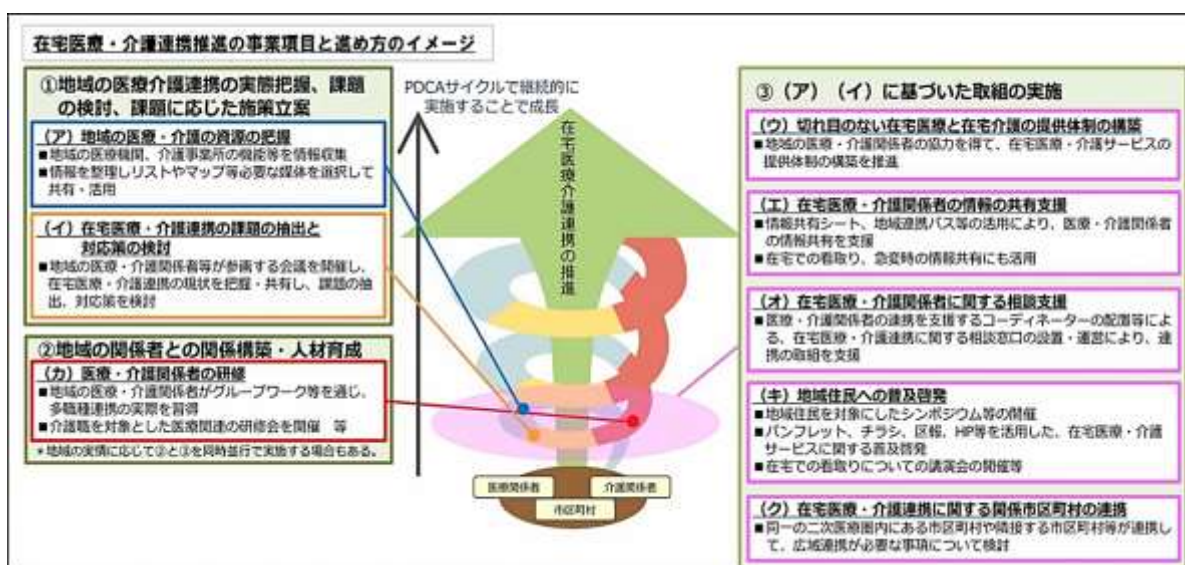 在宅医療・介護連携推進の事業項目と進め方のイメージ
①地域の医療介護連携の実態把握、課題
の検討、課題に応じた施策立案
（ア）地域の医療・介護の資源の把握
■地域の医療機関、介護事業所の機能等を情報収集
■情報を整理しリストやマップ等必要な媒体を選択して
共有・活用
（イ）在宅医療・介護連携の課題の抽出と
対応策の検討
■地域の医療・介護関係者等が参画する会議を開催し、
在宅医療・介護連携の現状を把握・共有し、課題の抽
出、対応策を検討
②地域の関係者との関係構築・人材育成
（カ）医療・介護関係者の研修
■地域の医療・介護関係者がグループワーク等を通じ、
多職種連携の実際を習得
■介護職を対象とした医療関連の研修会を開催　等
＊地域の実情に応じて②と③を同時並行で実施する場合もある。
PDCAサイクルで継続的に
実施することで成長
在宅医療介護連携の推進
医療関係者
介護関係者
市区町村
③（ア）（イ）に基づいた取組の実施
（ウ）切れ目のない在宅医療と在宅介護の提供体制の構築
■地域の医療・介護関係者の協力を得て、在宅医療・介護サービスの
提供体制の構築を推進
（エ）在宅医療・介護関係者の情報の共有支援
■情報共有シート、地域連携パス等の活用により、医療・介護関係者
の情報共有を支援
■在宅での看取り、急変時の情報共有にも活用
（オ）在宅医療・介護関係者に関する相談支援
■医療・介護関係者の連携を支援するコーディネーターの配置等によ
る、在宅医療・介護連携に関する相談窓口の設置・運営により、連
携の取組を支援
（キ）地域住民への普及啓発
■地域住民を対象にしたシンポジウム等の開催
■パンフレット、チラシ、区報、HP等を活用した、在宅医療・介護
サービスに関する普及啓発
■在宅での看取りについての講演会の開催等
（ク）在宅医療・介護連携に関する関係市区町村の連携
■同一の二次医療圏内にある市区町村や隣接する市区町村等が連携し
て、広域連携が必要な事項について検討